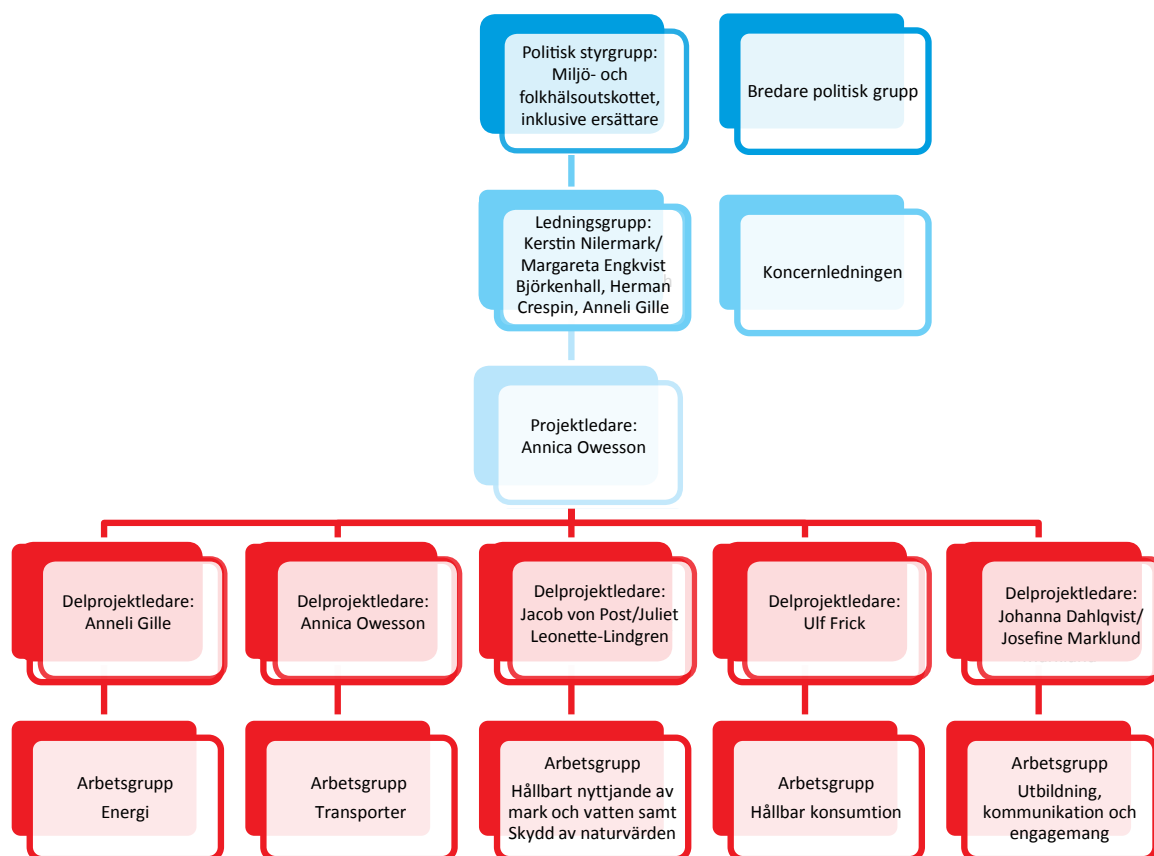 Politisk styrgrupp:
Miljö- och
folkhälsoutskottet,
inklusive ersättare
Bredare politisk grupp
Ledningsgrupp:
Kerstin Nilermark/
Margareta Engkvist
Björkenhall, Herman
Crespin, Anneli Gille
Koncernledningen
Projektledare:
Annica Owesson
Delprojektledare:
Anneli Gille
Delprojektledare:
Annica Owesson
Delprojektledare:
Jacob von Post/Juliet
Leonette-Lindgren
Delprojektledare:
Ulf Frick
Delprojektledare:
Johanna Dahlqvist/
Josefine Marklund
Arbetsgrupp
Energi
Arbetsgrupp
Transporter
Arbetsgrupp
Hållbart nyttjande av
mark och vatten samt
Skydd av naturvärden
Arbetsgrupp
Hållbar konsumtion
Arbetsgrupp
Utbildning,
kommunikation och
engagemang